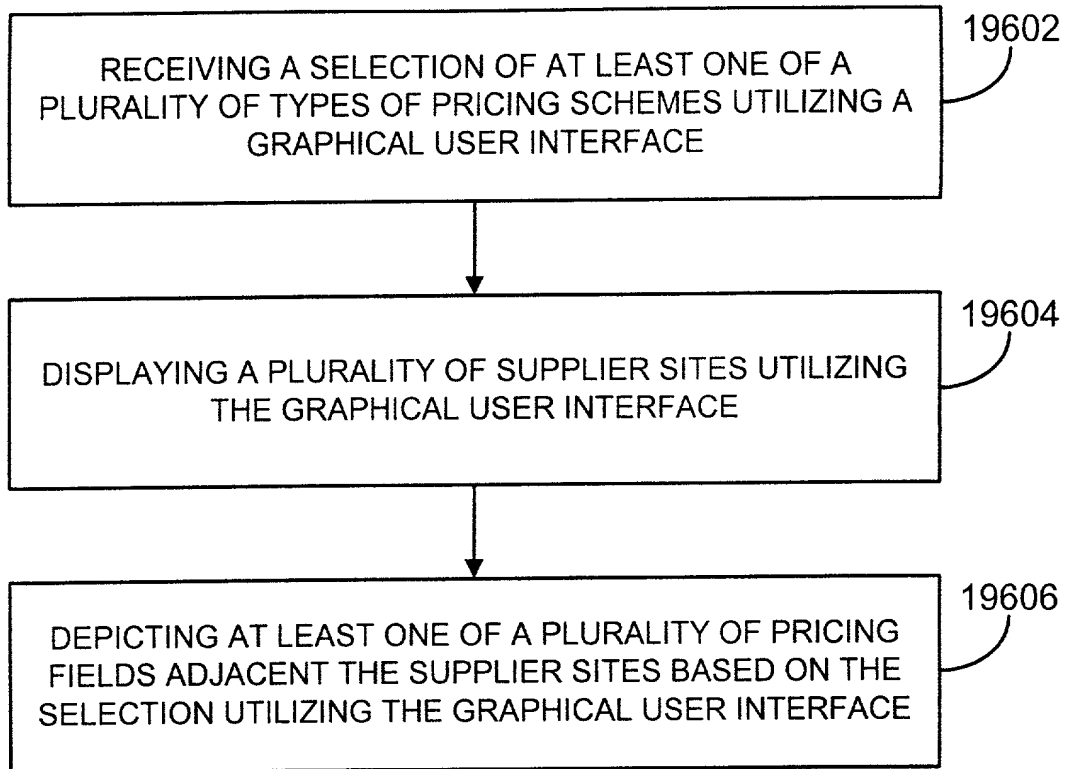 19602
RECEIVING A SELECTION OF AT LEAST ONE OF A
PLURALITY OF TYPES OF PRICING SCHEMES UTILIZING A
GRAPHICAL USER INTERFACE
19604
DISPLAYING A PLURALITY OF SUPPLIER SITES UTILIZING
THE GRAPHICAL USER INTERFACE
19606
DEPICTING AT LEAST ONE OF A PLURALITY OF PRICING
FIELDS ADJACENT THE SUPPLIER SITES BASED ON THE
SELECTION UTILIZING THE GRAPHICAL USER INTERFACE